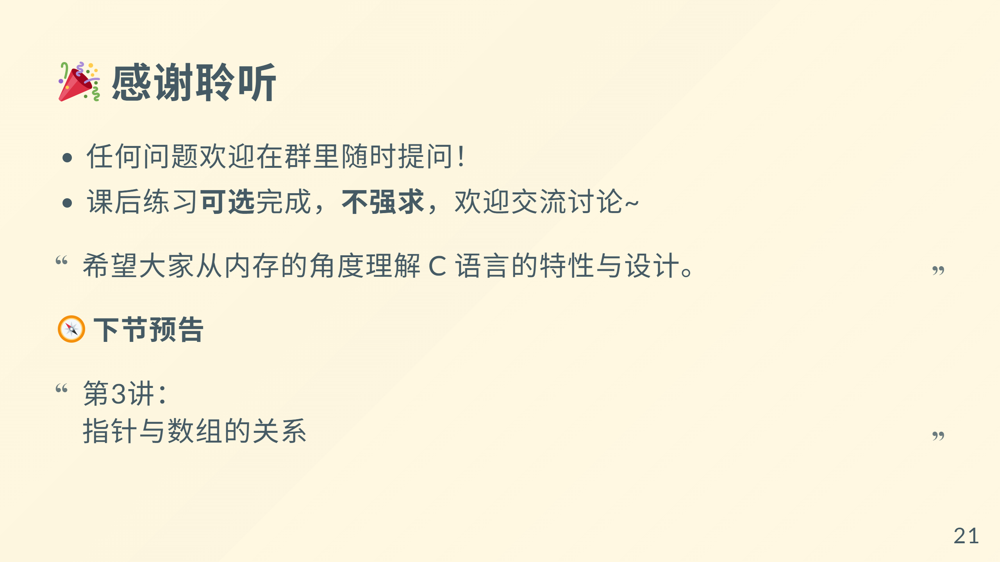 🎉 感谢聆听
• 任何问题欢迎在群里随时提问！
• 课后练习可选完成，不强求，欢迎交流讨论~
“ 希望大家从内存的角度理解 C 语言的特性与设计。 ”
🧭 下节预告
“ 第3讲：
指针与数组的关系 ”
21